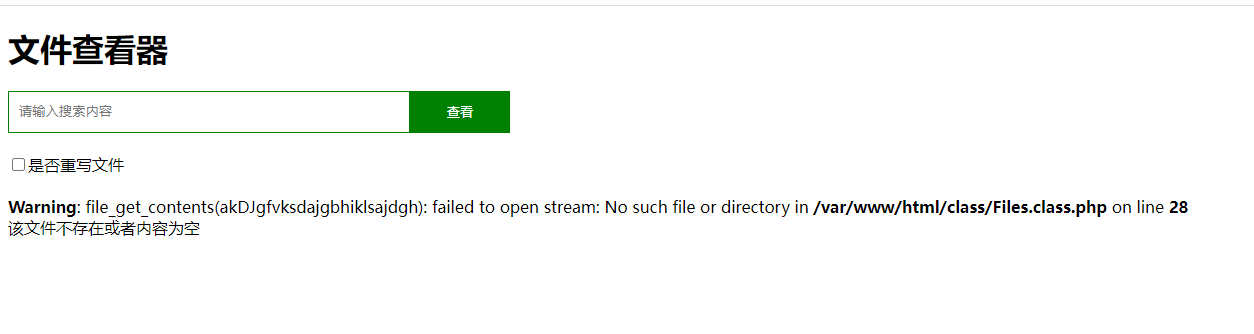 文件查看器
请输入搜索内容
查看
是否重写文件
Warning: file_get_contents(akDJgfvksdajgbhiklsajdgh): failed to open stream: No such file or directory in /var/www/html/class/Files.class.php on line 28
该文件不存在或者内容为空